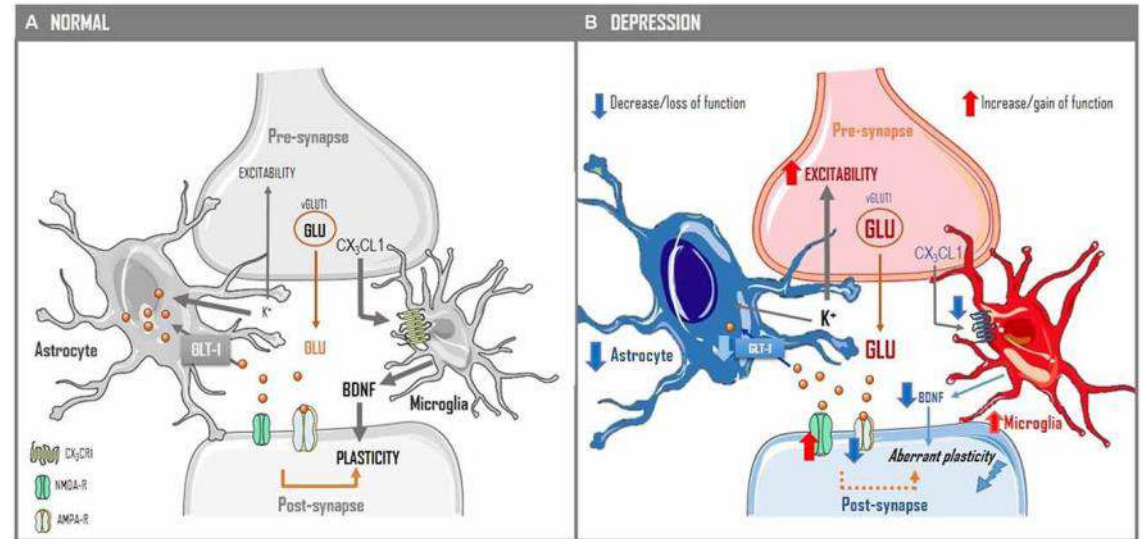 A NORMAL
Pre-synapse
EXCITABILITY
vGLUT1
GLU
CX₃CL1
K⁺
GLT-1
Astrocyte
GLU
BDNF
Microglia
PLASTICITY
Post-synapse
CX₃CR1
NMDA-R
AMPA-R
B DEPRESSION
Decrease/loss of function
Increase/gain of function
Pre-synapse
EXCITABILITY
vGLUT1
GLU
CX₃CL1
K⁺
GLT-1
Astrocyte
GLU
BDNF
Microglia
Aberrant plasticity
Post-synapse